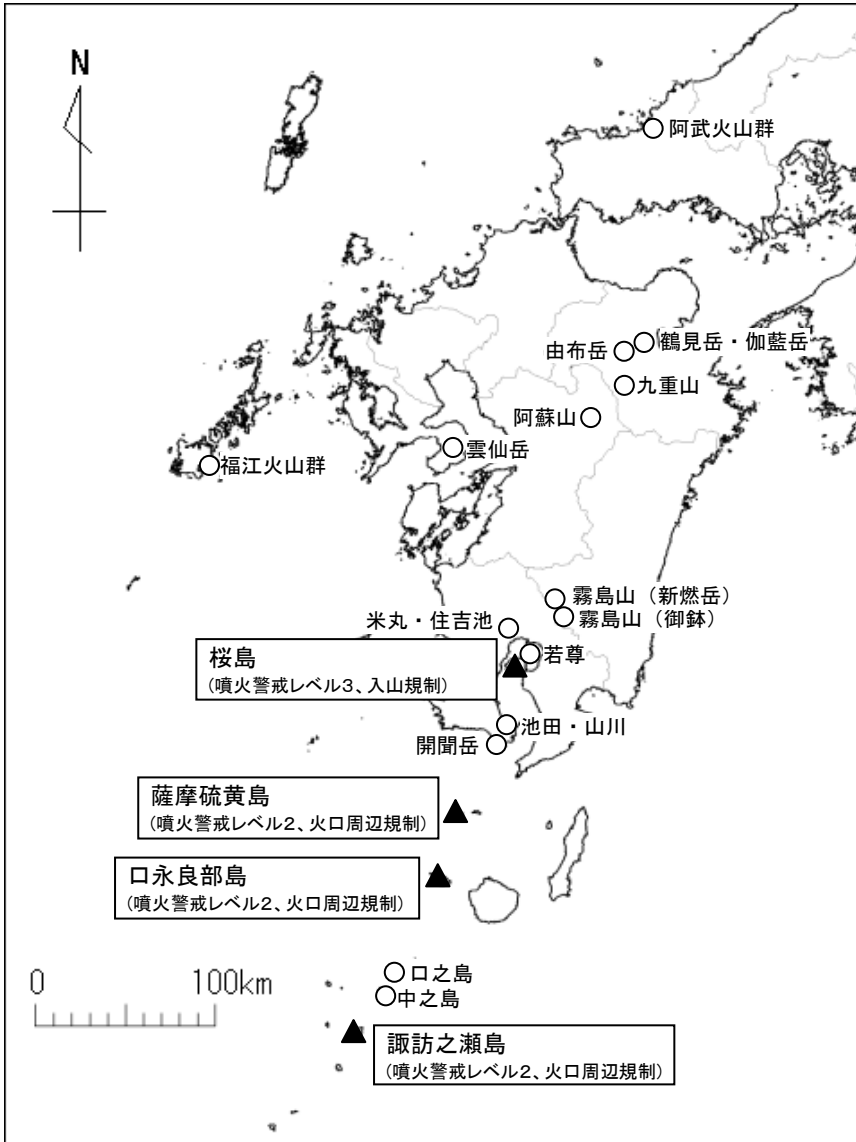 N
阿武火山群
鶴見岳・伽藍岳
由布岳
九重山
阿蘇山
雲仙岳
福江火山群
霧島山（新燃岳）
霧島山（御鉢）
米丸・住吉池
桜島
（噴火警戒レベル３、入山規制）
若尊
池田・山川
開聞岳
薩摩硫黄島
（噴火警戒レベル２、火口周辺規制）
口永良部島
（噴火警戒レベル２、火口周辺規制）
0 100km
口之島
中之島
諏訪之瀬島
（噴火警戒レベル２、火口周辺規制）